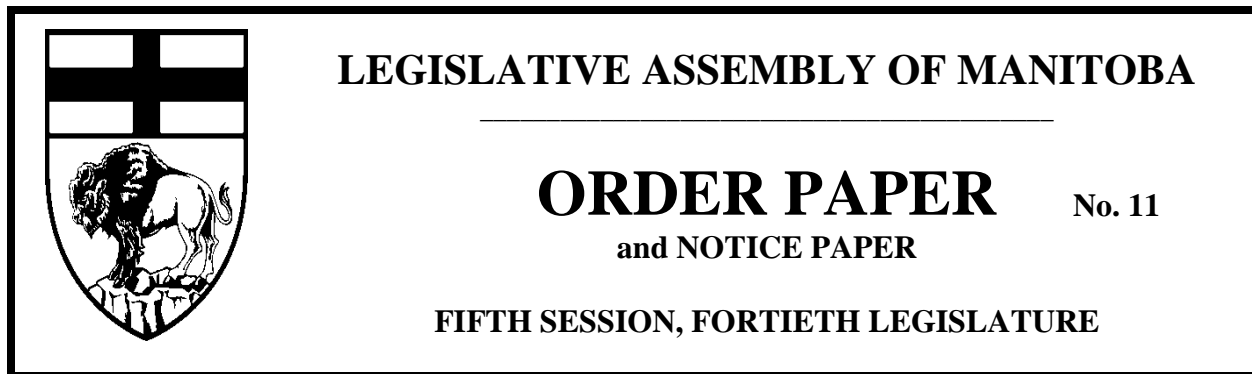 LEGISLATIVE ASSEMBLY OF MANITOBA
ORDER PAPER No. 11
and NOTICE PAPER
FIFTH SESSION, FORTIETH LEGISLATURE